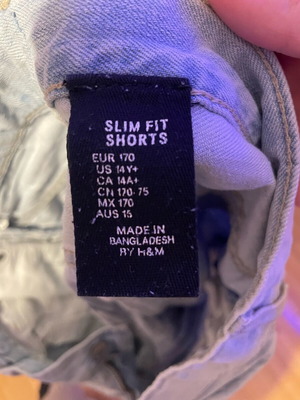 SLIM FIT
SHORTS
EUR 170
US 14Y+
CA 14A+
CN 170-75
MX 170
AUS 15
MADE IN
BANGLADESH
BY H&M